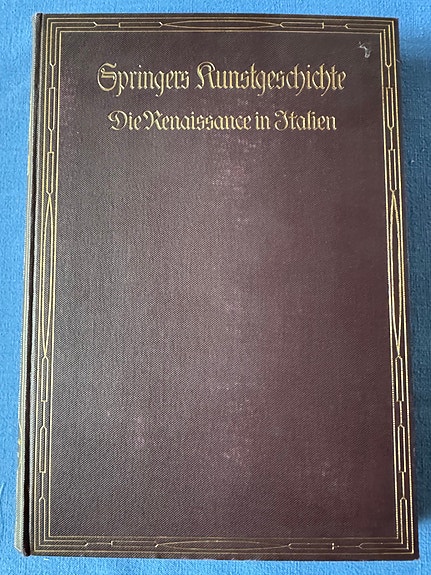 Springers Kunstgeschichte
Die Renaissance in Italien